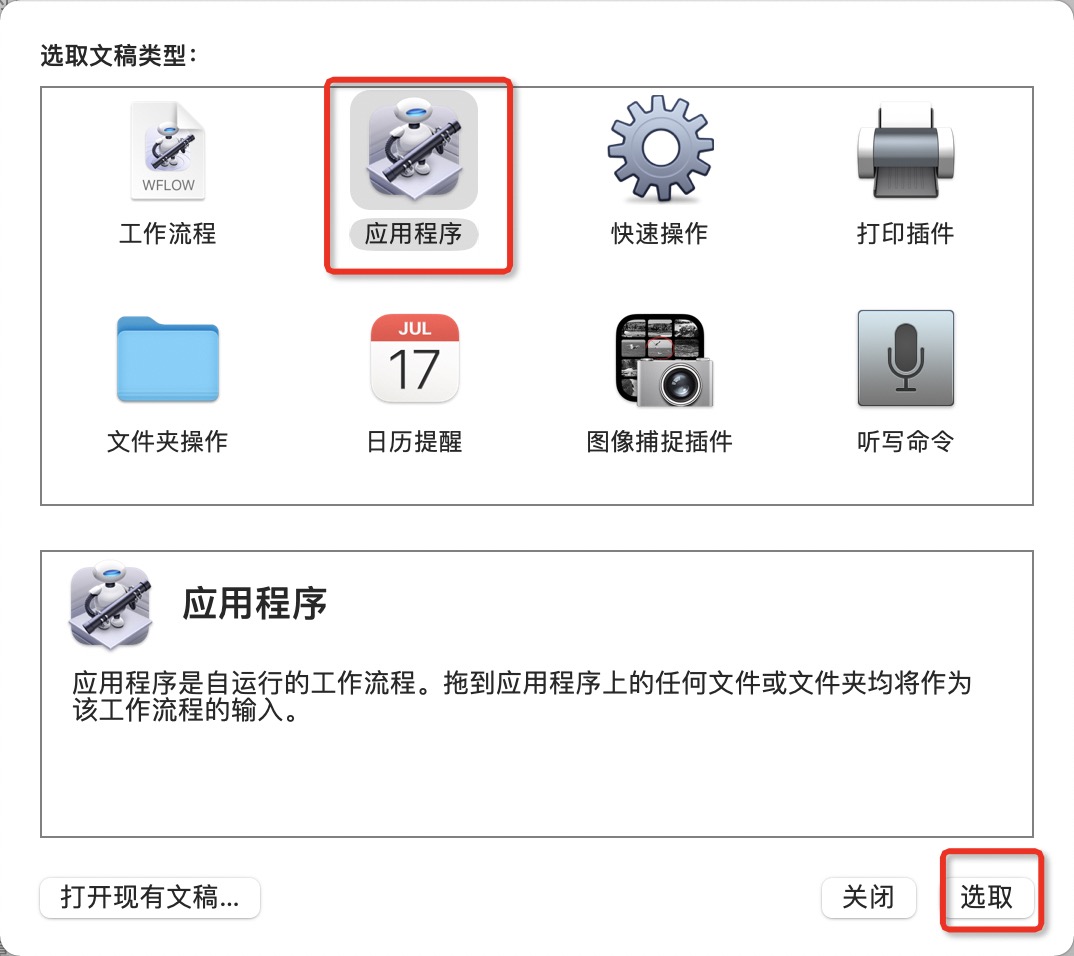 选取文稿类型：
WFLOW
工作流程
应用程序
快速操作
打印插件
JUL
17
文件夹操作
日历提醒
图像捕捉插件
听写命令
应用程序
应用程序是自运行的工作流程。拖到应用程序上的任何文件或文件夹均将作为
该工作流程的输入。
打开现有文稿...
关闭
选取